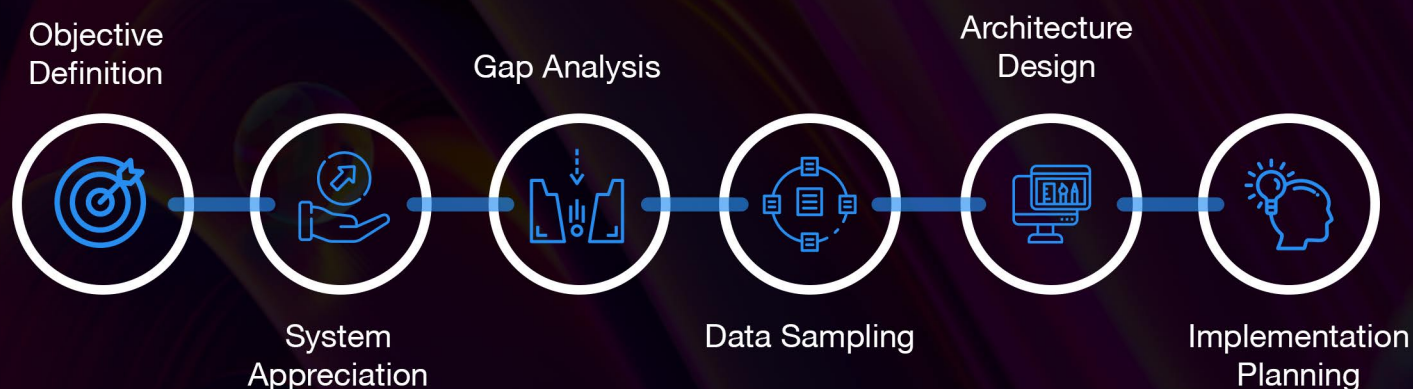 Objective
Definition
System
Appreciation
Gap Analysis
Data Sampling
Architecture
Design
Implementation
Planning